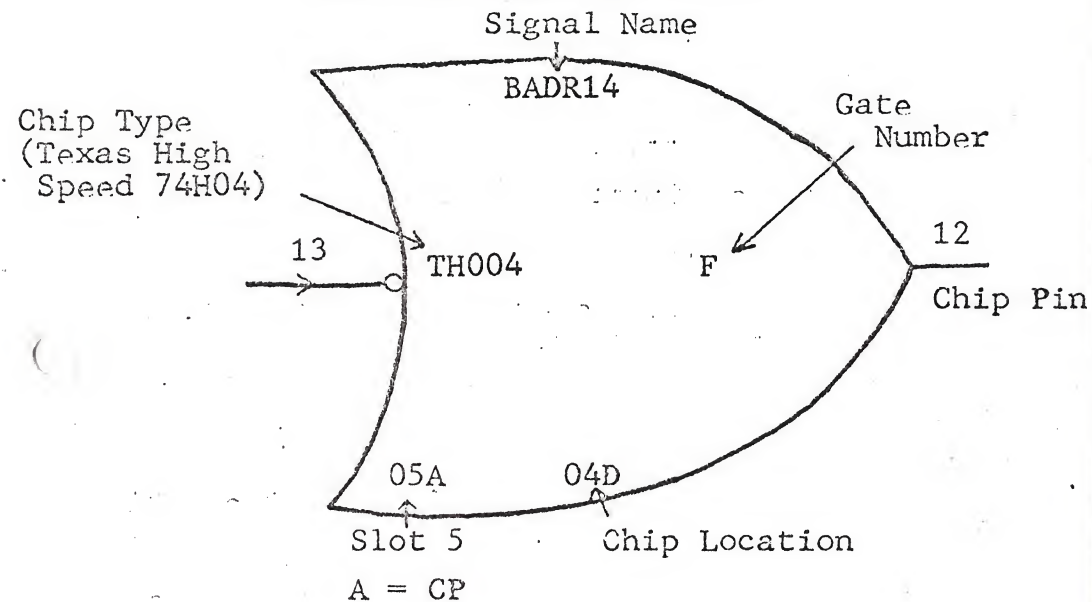 Signal Name
BADR14
Gate
Number
Chip Type
(Texas High
Speed 74H04)
13
TH004
F
12
Chip Pin
05A
04D
Slot 5
Chip Location
A = CP